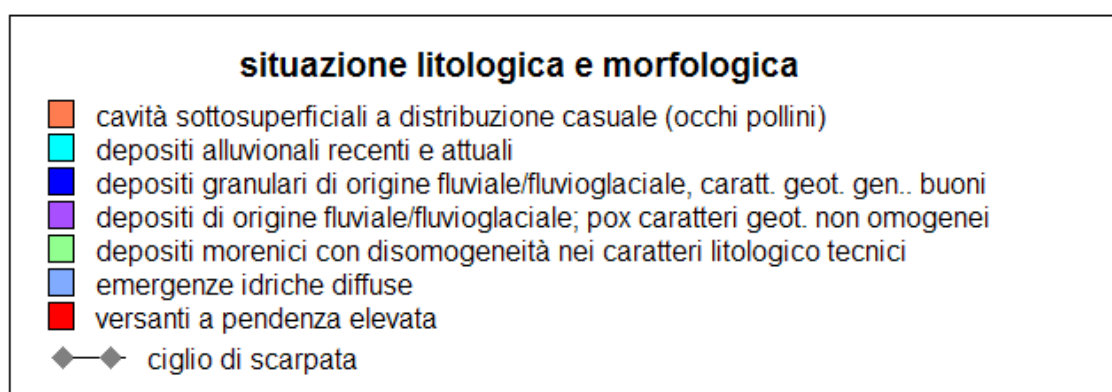 situazione litologica e morfologica
cavità sottosuperficiali a distribuzione casuale (occhi pollini)
depositi alluvionali recenti e attuali
depositi granulari di origine fluviale/fluvioglaciale, caratt. geot. gen.. buoni
depositi di origine fluviale/fluvioglaciale; pox caratteri geot. non omogenei
depositi morenici con disomogeneità nei caratteri litologico tecnici
emergenze idriche diffuse
versanti a pendenza elevata
ciglio di scarpata